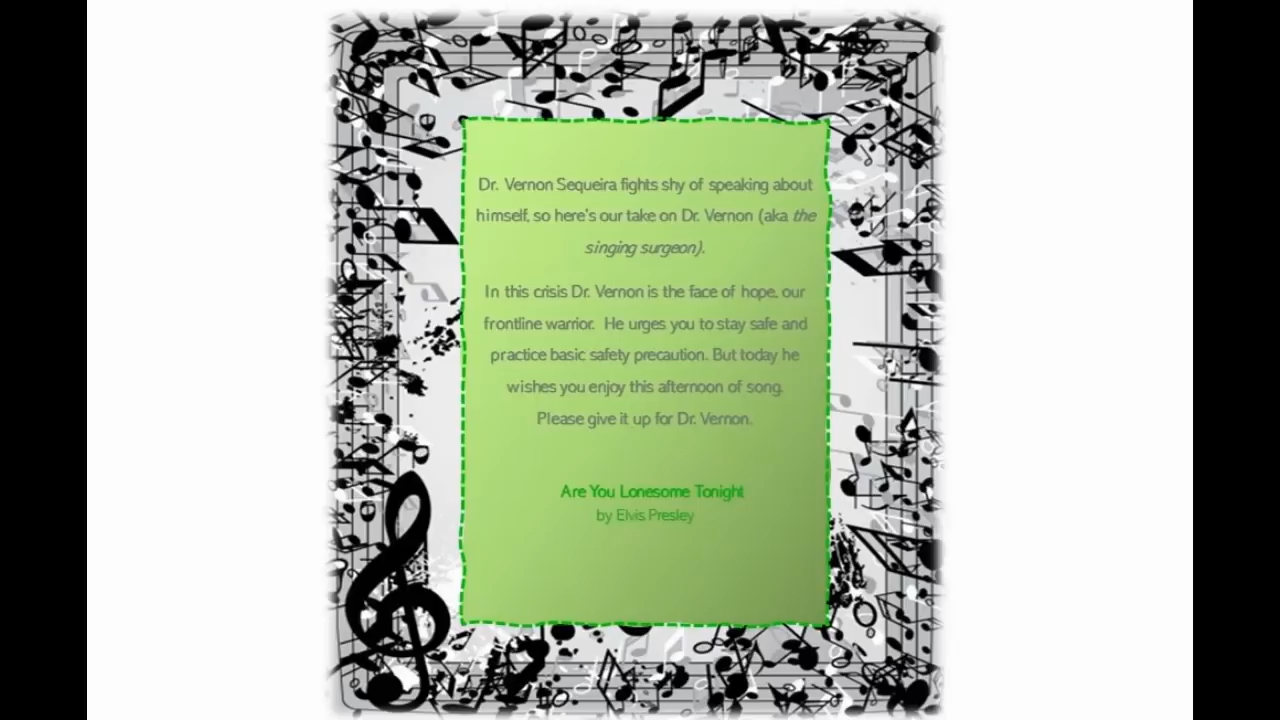 Dr. Vernon Sequeira fights shy of speaking about
himself, so here's our take on Dr. Vernon (aka the
singing surgeon).
In this crisis Dr. Vernon is the face of hope, our
frontline warrior. He urges you to stay safe and
practice basic safety precaution. But today he
wishes you enjoy this afternoon of song.
Please give it up for Dr. Vernon.
Are You Lonesome Tonight
by Elvis Presley